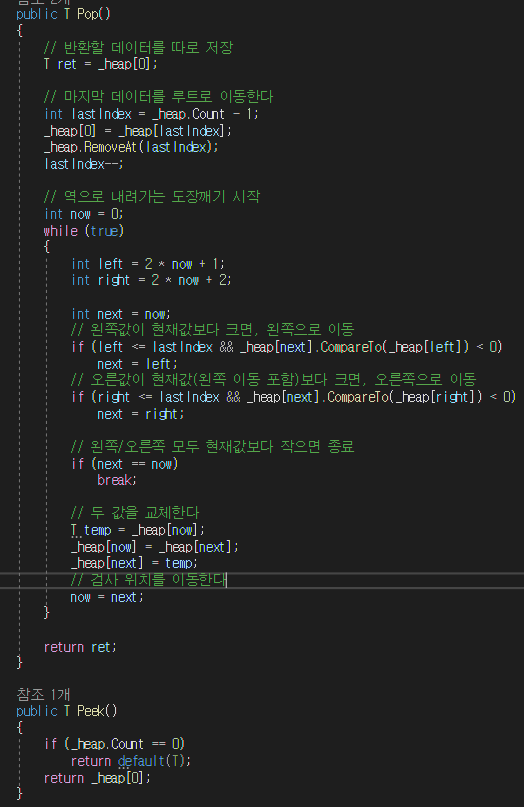 참조 2개
public T Pop()
{
// 반환할 데이터를 따로 저장
T ret = _heap[0];
// 마지막 데이터를 루트로 이동한다
int lastIndex = _heap.Count - 1;
_heap[0] = _heap[lastIndex];
_heap.RemoveAt(lastIndex);
lastIndex--;
// 역으로 내려가는 도장깨기 시작
int now = 0;
while (true)
{
int left = 2 * now + 1;
int right = 2 * now + 2;
int next = now;
// 왼쪽값이 현재값보다 크면, 왼쪽으로 이동
if (left <= lastIndex && _heap[next].CompareTo(_heap[left]) < 0)
next = left;
// 오른값이 현재값(왼쪽 이동 포함)보다 크면, 오른쪽으로 이동
if (right <= lastIndex && _heap[next].CompareTo(_heap[right]) < 0)
next = right;
// 왼쪽/오른쪽 모두 현재값보다 작으면 종료
if (next == now)
break;
// 두 값을 교체한다
T temp = _heap[now];
_heap[now] = _heap[next];
_heap[next] = temp;
// 검사 위치를 이동한다
now = next;
}
return ret;
}
참조 1개
public T Peek()
{
if (_heap.Count == 0)
return default(T);
return _heap[0];
}